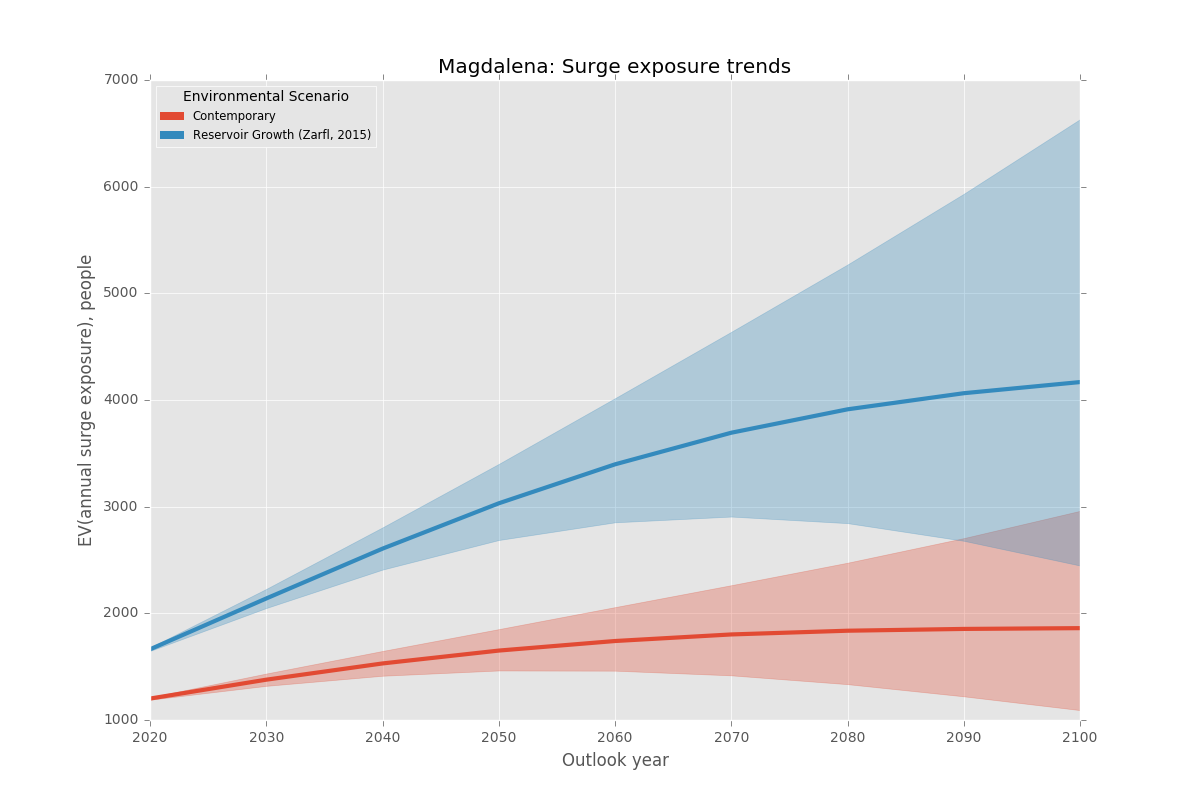 Magdalena: Surge exposure trends
7000
Environmental Scenario
Contemporary
Reservoir Growth (Zarfl, 2015)
6000
5000
4000
3000
2000
1000
EV(annual surge exposure), people
2020 2030 2040 2050 2060 2070 2080 2090 2100
Outlook year